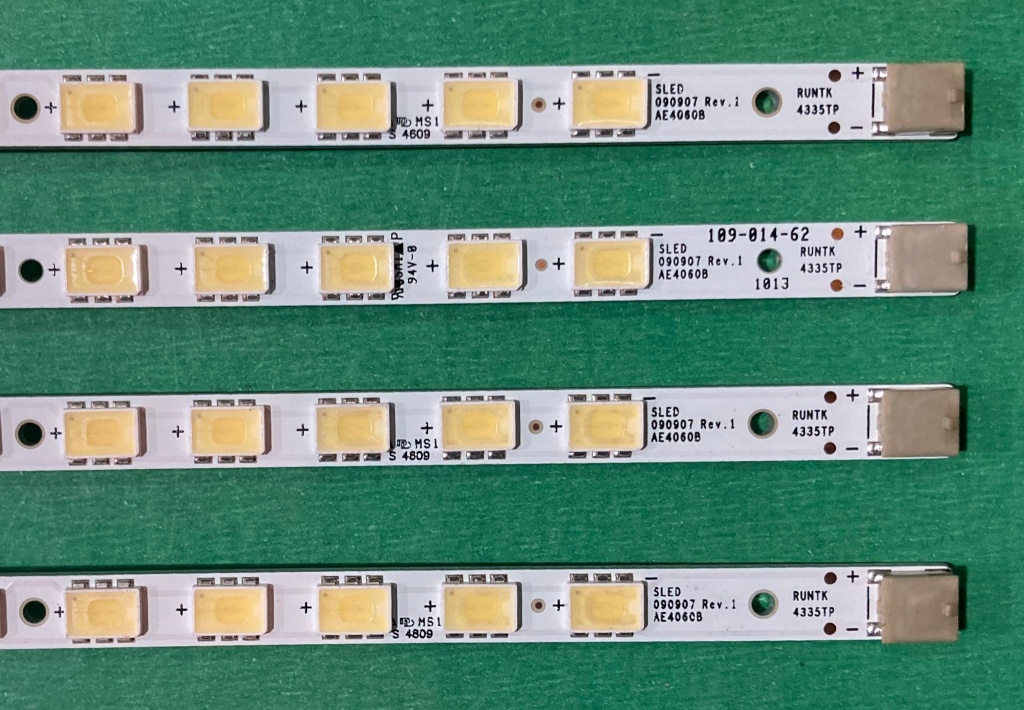 SLED
090907 Rev.1
AE4060B
RUNTK
4335TP
+
−
MS1
S 4609
109-014-62
SLED
090907 Rev.1
AE4060B
RUNTK
4335TP
+
−
94V-0
1013
SLED
090907 Rev.1
AE4060B
RUNTK
4335TP
+
−
MS1
S 4809
SLED
090907 Rev.1
AE4060B
RUNTK
4335TP
+
−
MS1
S 4809